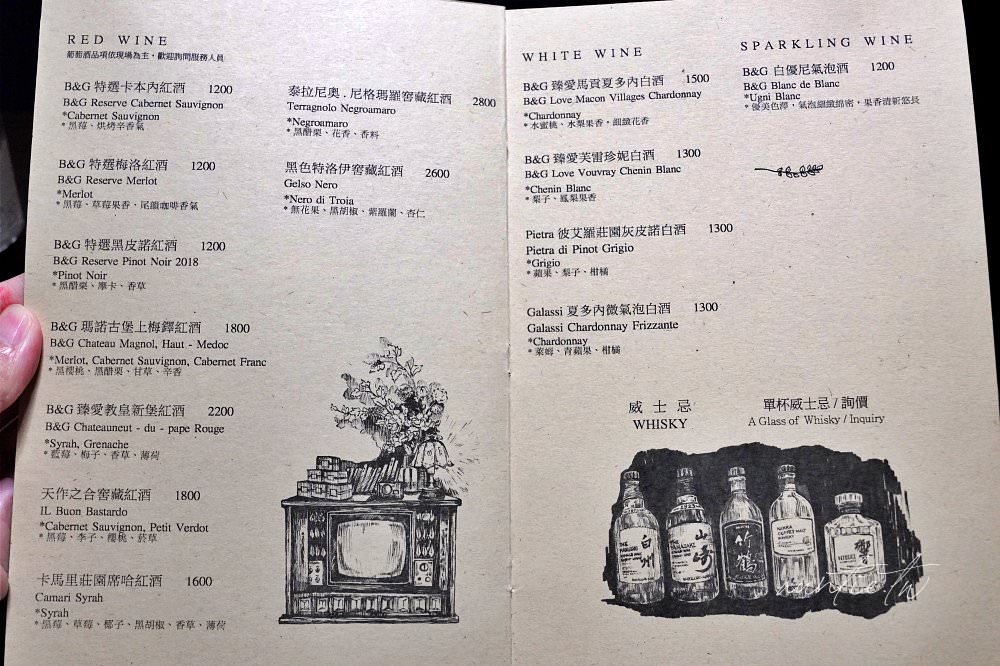 RED WINE
葡萄酒品項依現場為主，歡迎詢問服務人員
B&G 特選卡本內紅酒 1200
B&G Reserve Cabernet Sauvignon
*Cabernet Sauvignon
*黑莓、烘烤辛香氣
B&G 特選梅洛紅酒 1200
B&G Reserve Merlot
*Merlot
*黑莓、草莓果香，尾韻咖啡香氣
B&G 特選黑皮諾紅酒 1200
B&G Reserve Pinot Noir 2018
*Pinot Noir
*黑醋栗、摩卡、香草
B&G 瑪諾古堡上梅鐸紅酒 1800
B&G Chateau Magnol, Haut - Medoc
*Merlot, Cabernet Sauvignon, Cabernet Franc
*黑櫻桃、黑醋栗、甘草、辛香
B&G 臻愛教皇新堡紅酒 2200
B&G Chateauneut - du - pape Rouge
*Syrah, Grenache
*藍莓、梅子、香草、薄荷
天作之合窖藏紅酒 1800
IL Buon Bastardo
*Cabernet Sauvignon, Petit Verdot
*黑莓、李子、櫻桃、菸草
卡馬里莊園席哈紅酒 1600
Camari Syrah
*Syrah
*黑莓、草莓、椰子、黑胡椒、香草、薄荷
泰拉尼奧．尼格瑪羅窖藏紅酒 2800
Terragnolo Negroamaro
*Negroamaro
*黑醋栗、花香、香料
黑色特洛伊窖藏紅酒 2600
Gelso Nero
*Nero di Troia
*無花果、黑胡椒、紫羅蘭、杏仁
WHITE WINE
B&G 臻愛馬貢夏多內白酒 1500
B&G Love Macon Villages Chardonnay
*Chardonnay
*水蜜桃、水梨果香，細緻花香
B&G 臻愛芙雷珍妮白酒 1300
B&G Love Vouvray Chenin Blanc
*Chenin Blanc
*梨子、鳳梨果香
Pietra 彼艾羅莊園灰皮諾白酒 1300
Pietra di Pinot Grigio
*Grigio
*蘋果、梨子、柑橘
Galassi 夏多內微氣泡白酒 1300
Galassi Chardonnay Frizzante
*Chardonnay
*萊姆、青蘋果、柑橘
SPARKLING WINE
B&G 白優尼氣泡酒 1200
B&G Blanc de Blanc
*Ugni Blanc
*優美色澤，氣泡細緻綿密，果香清新悠長
威士忌
WHISKY
單杯威士忌 / 詢價
A Glass of Whisky / Inquiry
白州
THE YAMAZAKI
山崎
竹鶴
NIKKA
COFFEY MALT
WHISKY
響